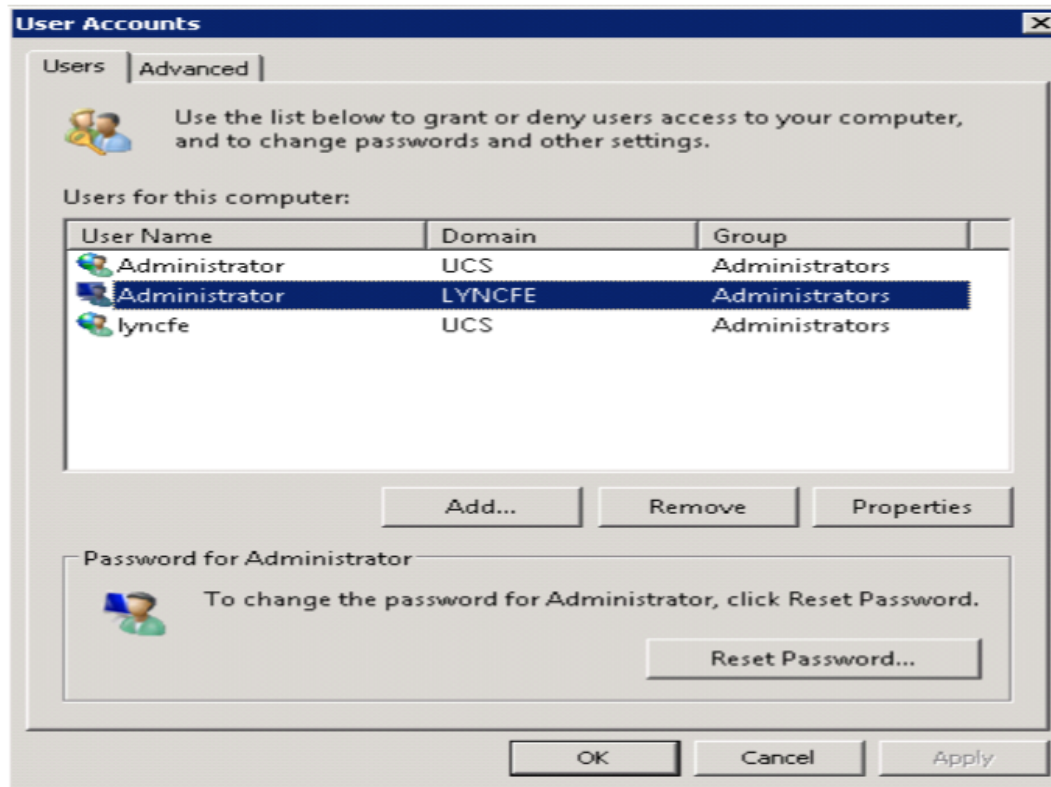 User Accounts
Users Advanced
Use the list below to grant or deny users access to your computer,
and to change passwords and other settings.
Users for this computer:
User Name Domain Group
Administrator UCS Administrators
Administrator LYNCFE Administrators
lyncfe UCS Administrators
Add... Remove Properties
Password for Administrator
To change the password for Administrator, click Reset Password.
Reset Password...
OK Cancel Apply